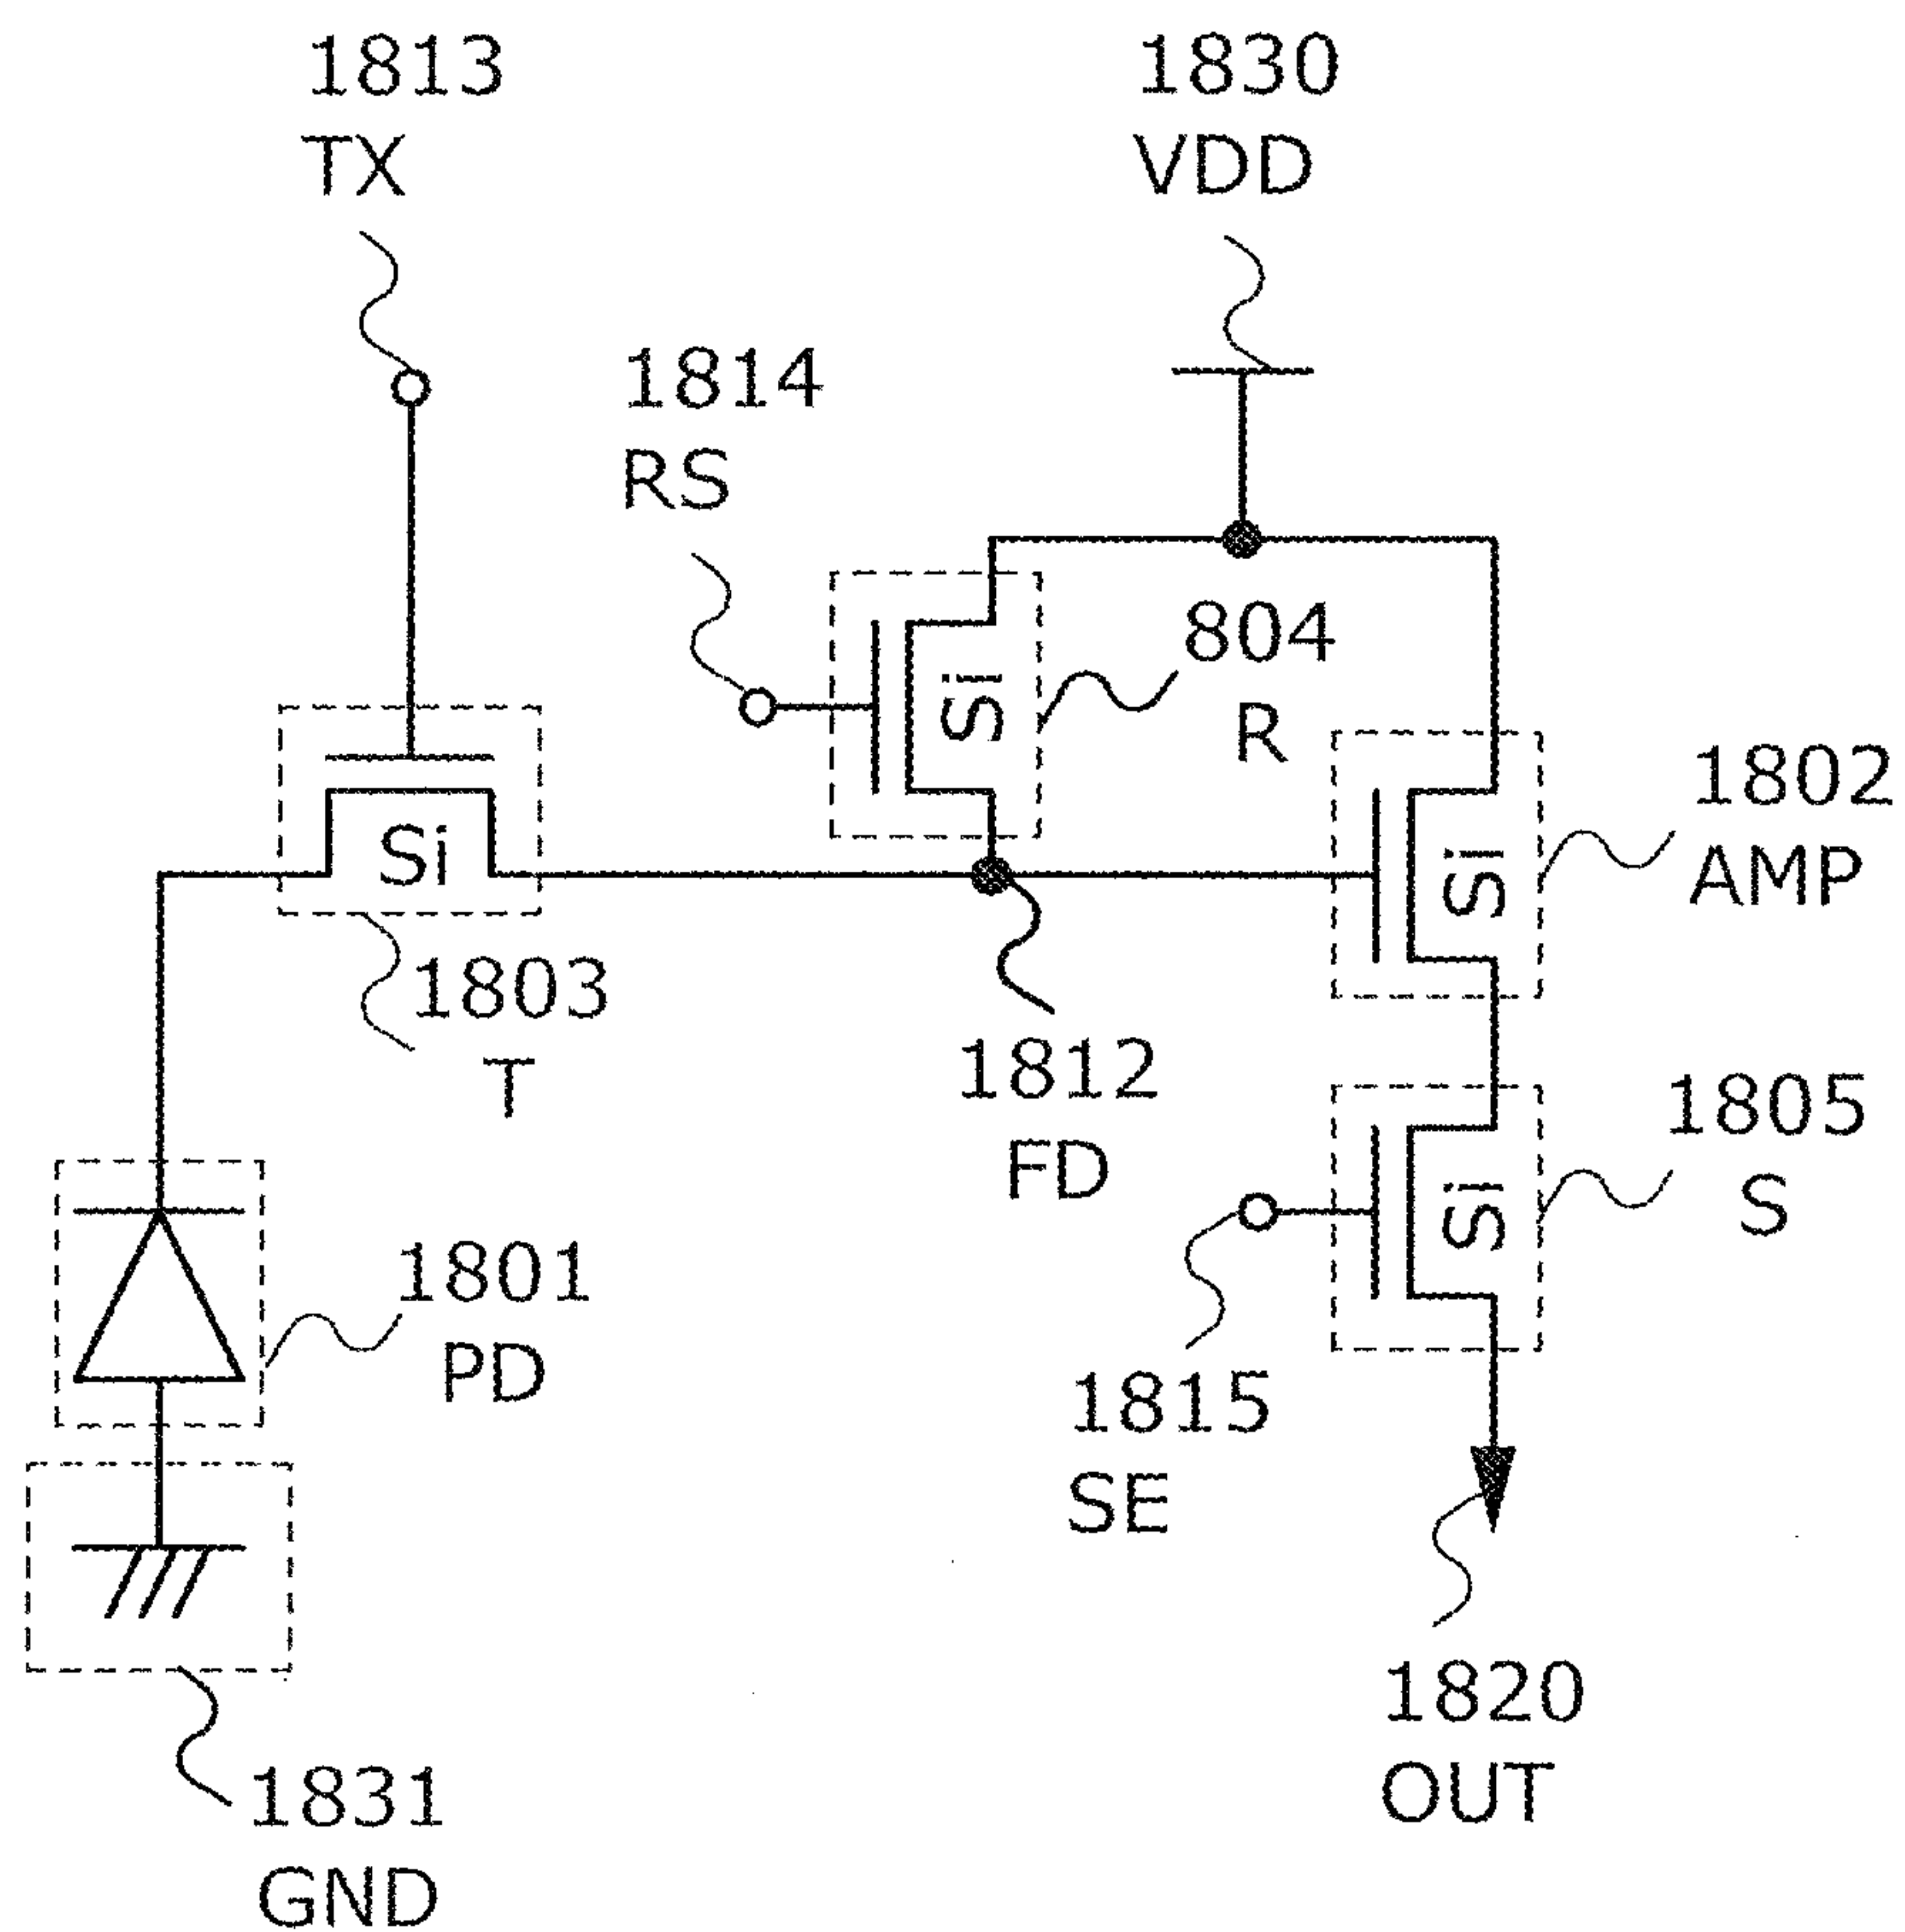 1813
TX
1830
VDD
1814
RS
Si
804
R
Si
1803
T
Si
1802
AMP
1812
FD
Si
1805
S
1801
PD
1815
SE
1820
OUT
1831
GND